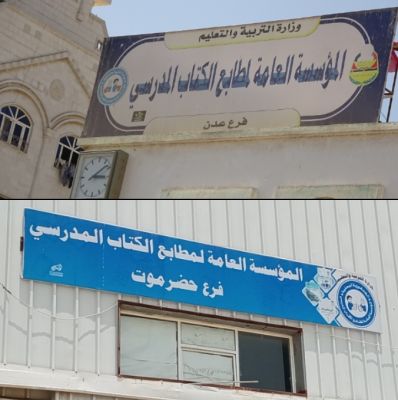 وزارة التربية والتعليم
المؤسسة العامة لمطابع الكتاب المدرسي
فرع عدن
المؤسسة العامة لمطابع الكتاب المدرسي
فرع حضرموت